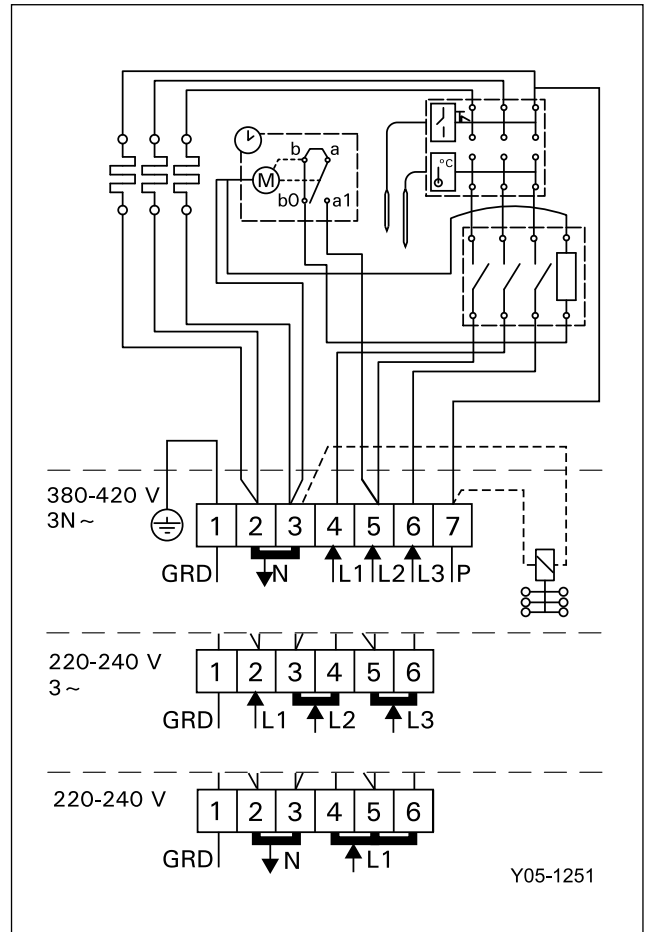 b a
M
b0 a1
°C
380-420 V
3N~
1 2 3 4 5 6 7
GRD N L1 L2 L3 P
220-240 V
3~
1 2 3 4 5 6
GRD L1 L2 L3
220-240 V
1 2 3 4 5 6
GRD N L1
Y05-1251